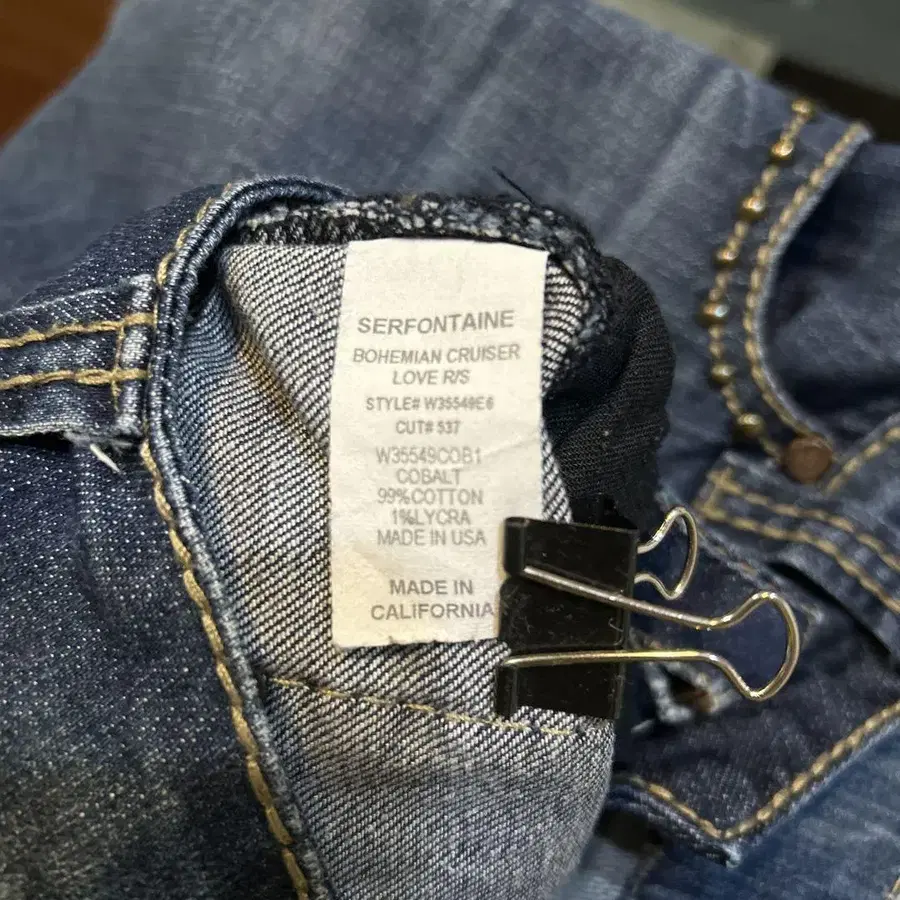 SERFONTAINE
BOHEMIAN CRUISER
LOVE R/S
STYLE# W35549E6
CUT# 537
W35549COB1
COBALT
99%COTTON
1%LYCRA
MADE IN USA
MADE IN
CALIFORNIA